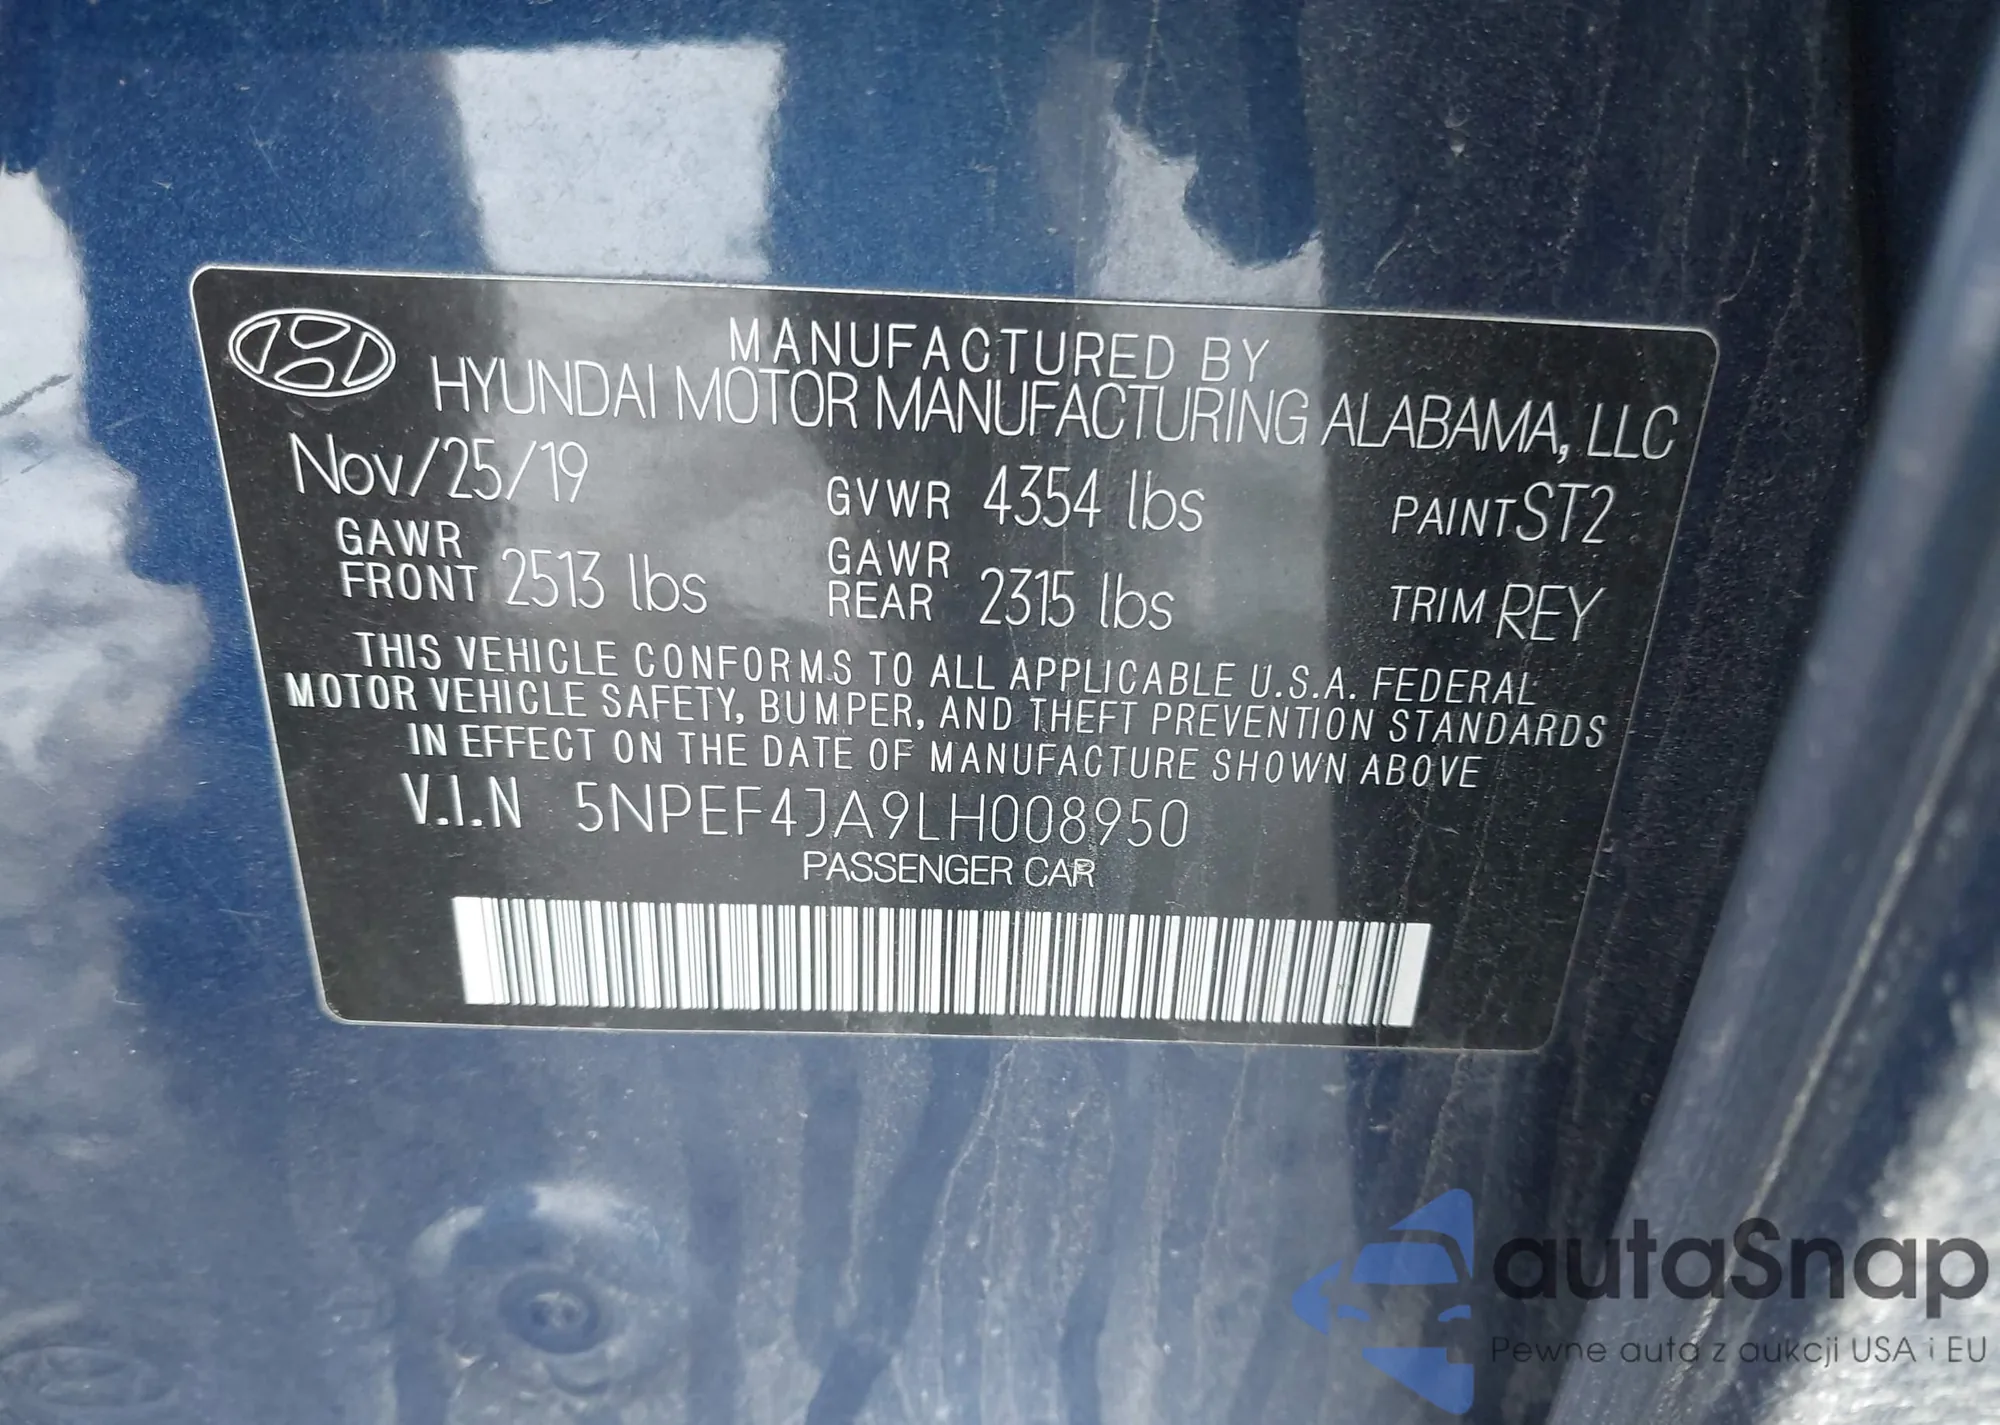 MANUFACTURED BY
HYUNDAI MOTOR MANUFACTURING ALABAMA, LLC
Nov/25/19 GVWR 4354 lbs PAINT ST2
GAWR FRONT 2513 lbs GAWR REAR 2315 lbs TRIM REY
THIS VEHICLE CONFORMS TO ALL APPLICABLE U.S.A. FEDERAL
MOTOR VEHICLE SAFETY, BUMPER, AND THEFT PREVENTION STANDARDS
IN EFFECT ON THE DATE OF MANUFACTURE SHOWN ABOVE
V.I.N 5NPEF4JA9LH008950
PASSENGER CAR
autaSnap
Pewne auta z aukcji USA i EU